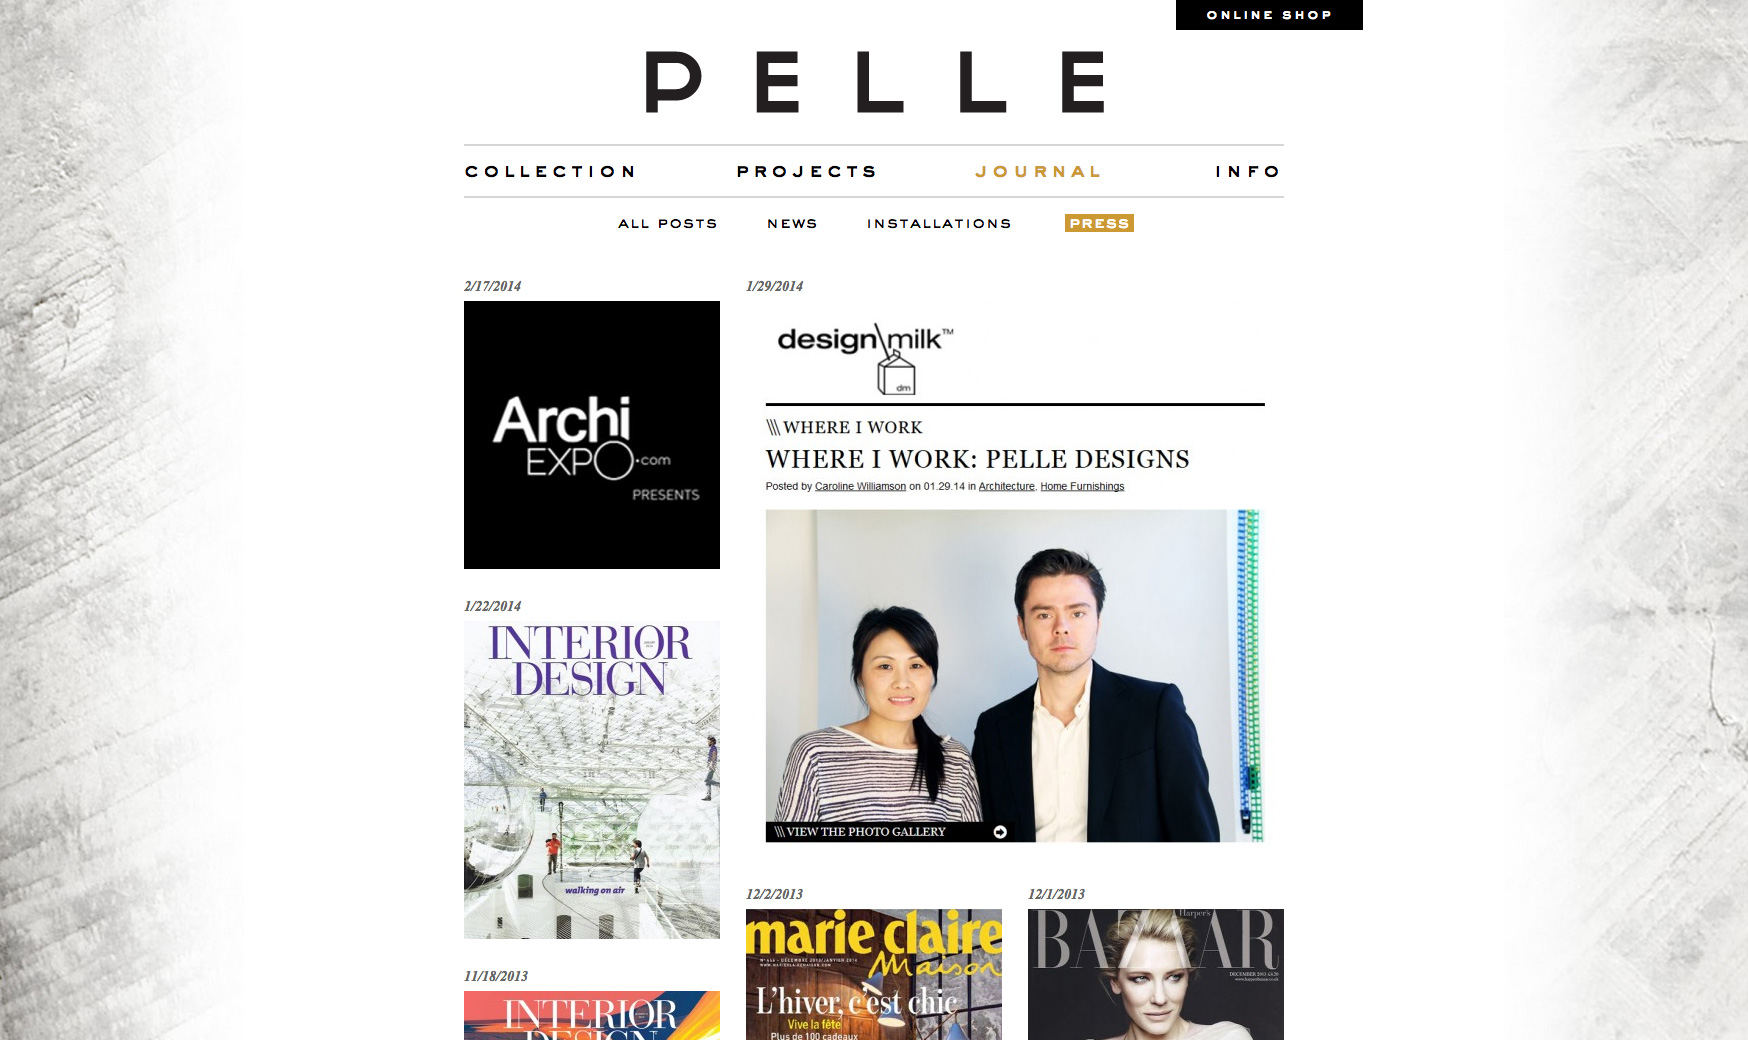 ONLINE SHOP
PELLE
COLLECTION PROJECTS JOURNAL INFO
ALL POSTS NEWS INSTALLATIONS PRESS
2/17/2014
Archi
EXPO.com
PRESENTS
1/29/2014
design\milk™
dm
\\\ WHERE I WORK
WHERE I WORK: PELLE DESIGNS
Posted by Caroline Williamson on 01.29.14 in Architecture, Home Furnishings
\\\ VIEW THE PHOTO GALLERY
1/22/2014
INTERIOR
DESIGN
walking on air
11/18/2013
INTERIOR
DESIGN
12/2/2013
marie claire
Maison
L'hiver, c'est chic
Vive la fête
Plus de 100 cadeaux
12/1/2013
Harper's
BAZAAR
DECEMBER 2013